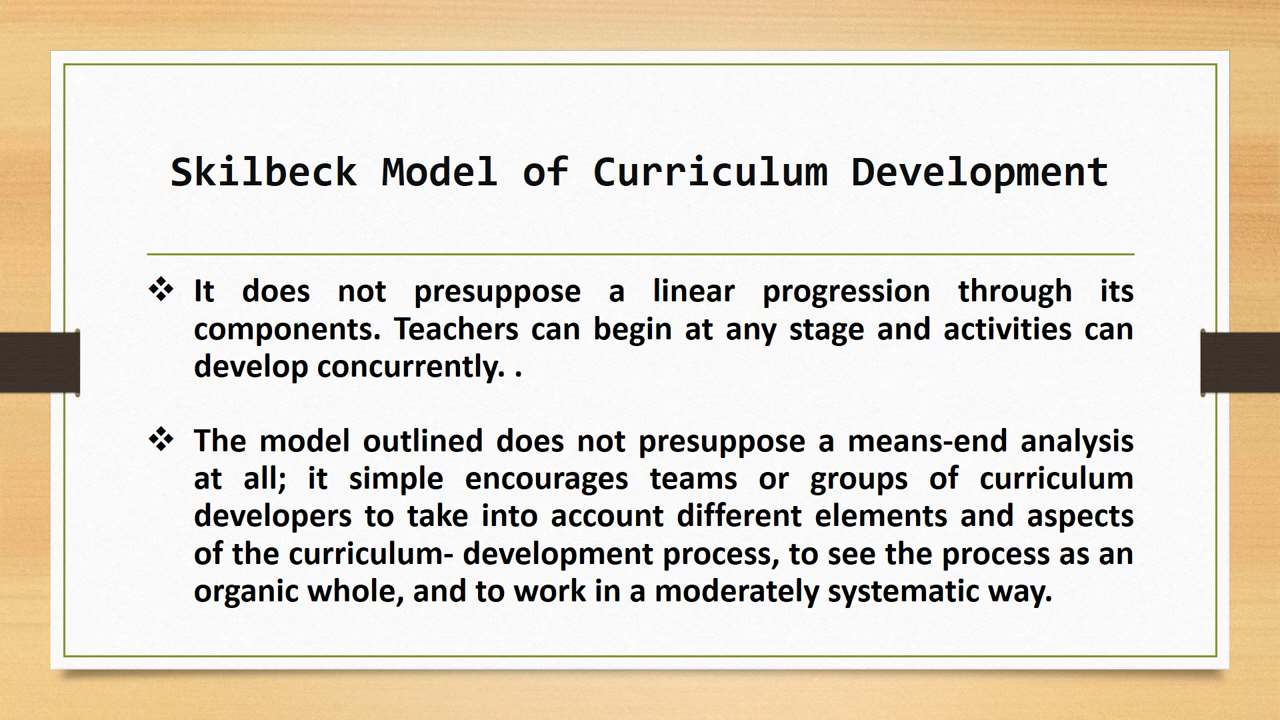 Skilbeck Model of Curriculum Development
❖ It does not presuppose a linear progression through its
components. Teachers can begin at any stage and activities can
develop concurrently. .
❖ The model outlined does not presuppose a means-end analysis
at all; it simple encourages teams or groups of curriculum
developers to take into account different elements and aspects
of the curriculum- development process, to see the process as an
organic whole, and to work in a moderately systematic way.